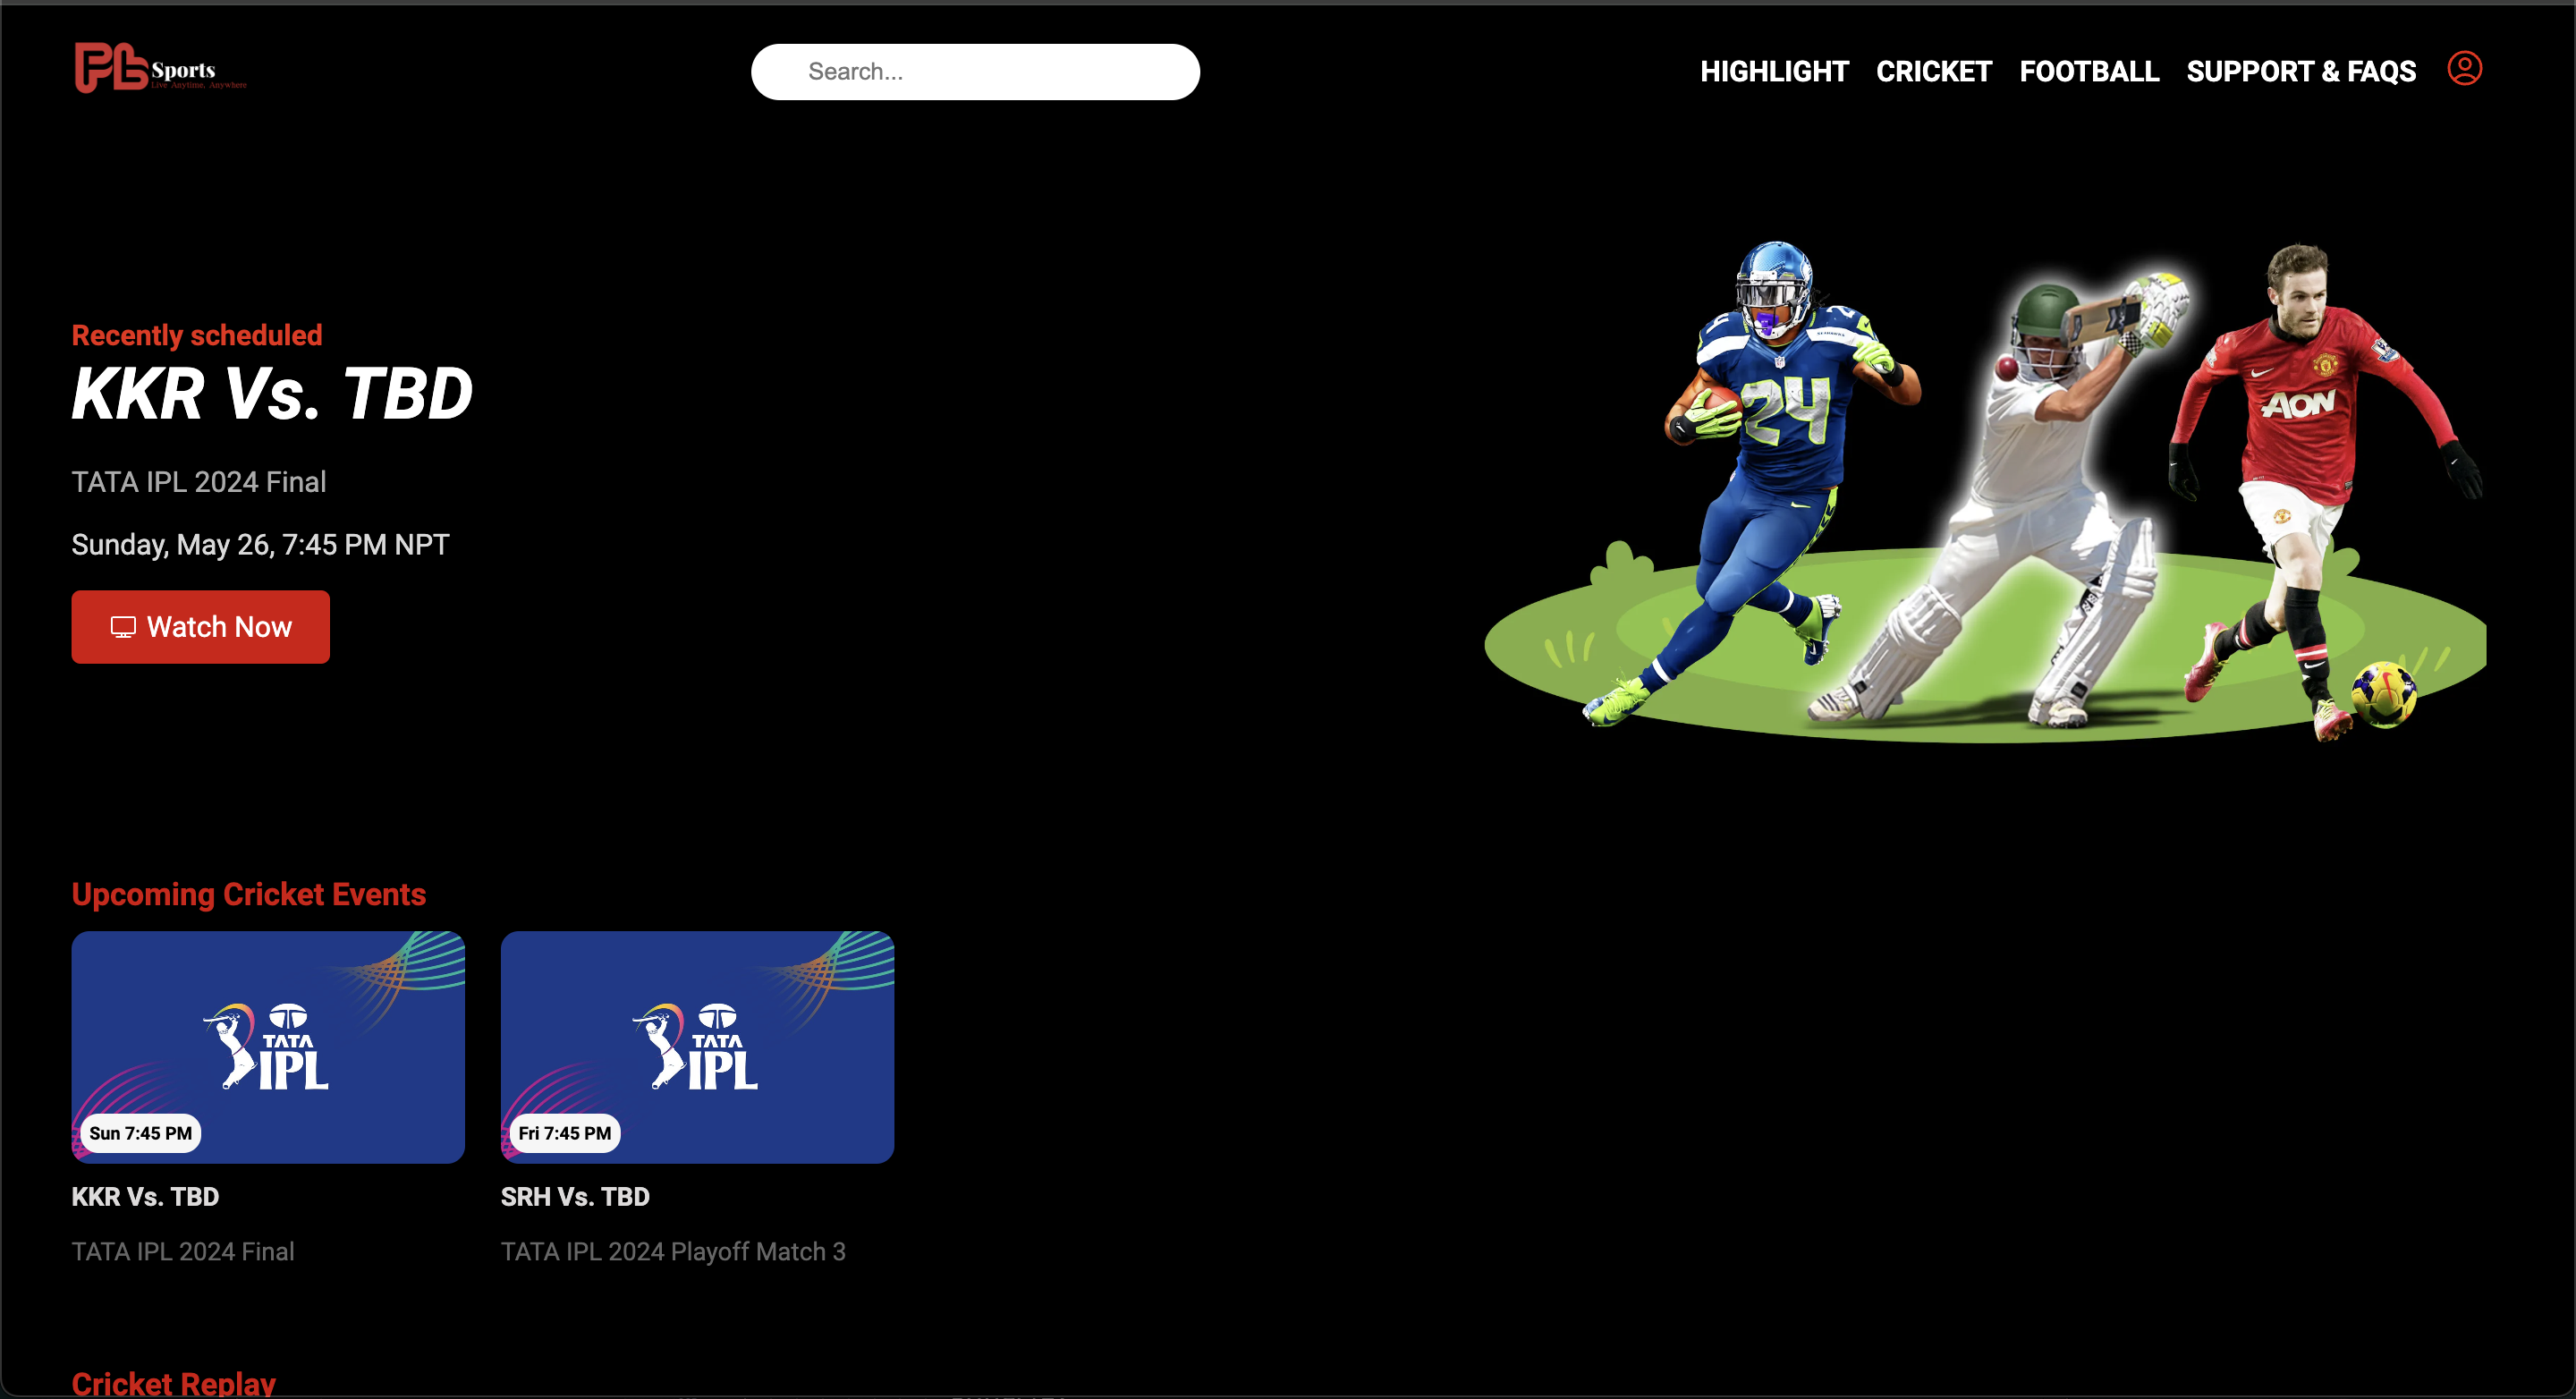 Pb Sports
Live Anytime, Anywhere
Search...
HIGHLIGHT CRICKET FOOTBALL SUPPORT & FAQS
Recently scheduled
KKR Vs. TBD
TATA IPL 2024 Final
Sunday, May 26, 7:45 PM NPT
Watch Now
24
AON
Upcoming Cricket Events
TATA
IPL
Sun 7:45 PM
KKR Vs. TBD
TATA IPL 2024 Final
TATA
IPL
Fri 7:45 PM
SRH Vs. TBD
TATA IPL 2024 Playoff Match 3
Cricket Replay